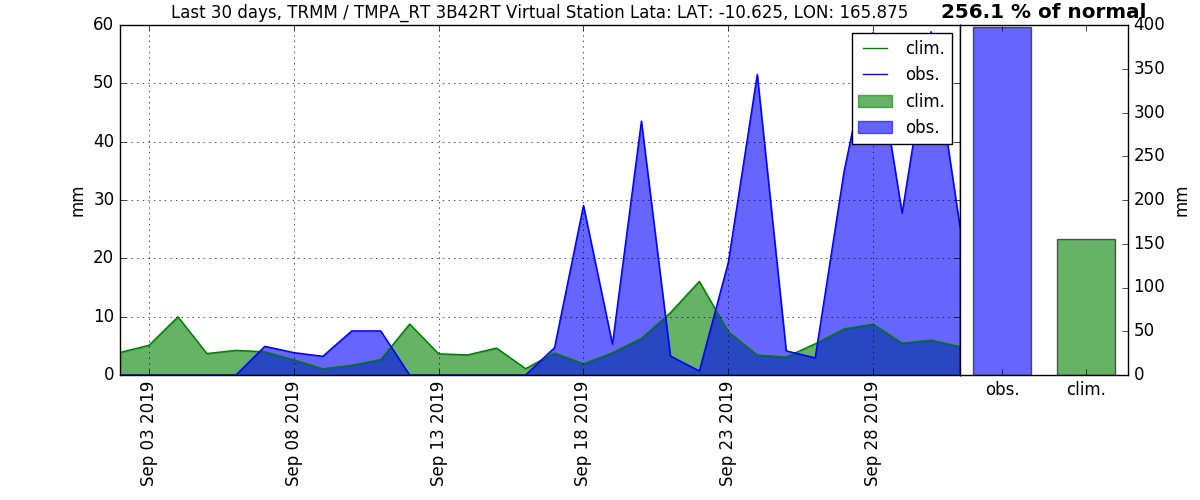 Last 30 days, TRMM / TMPA_RT 3B42RT Virtual Station Lata: LAT: -10.625, LON: 165.875
256.1 % of normal
60
50
40
30
20
10
0
mm
clim.
obs.
clim.
obs.
400
350
300
250
200
150
100
50
0
mm
Sep 03 2019
Sep 08 2019
Sep 13 2019
Sep 18 2019
Sep 23 2019
Sep 28 2019
obs.
clim.